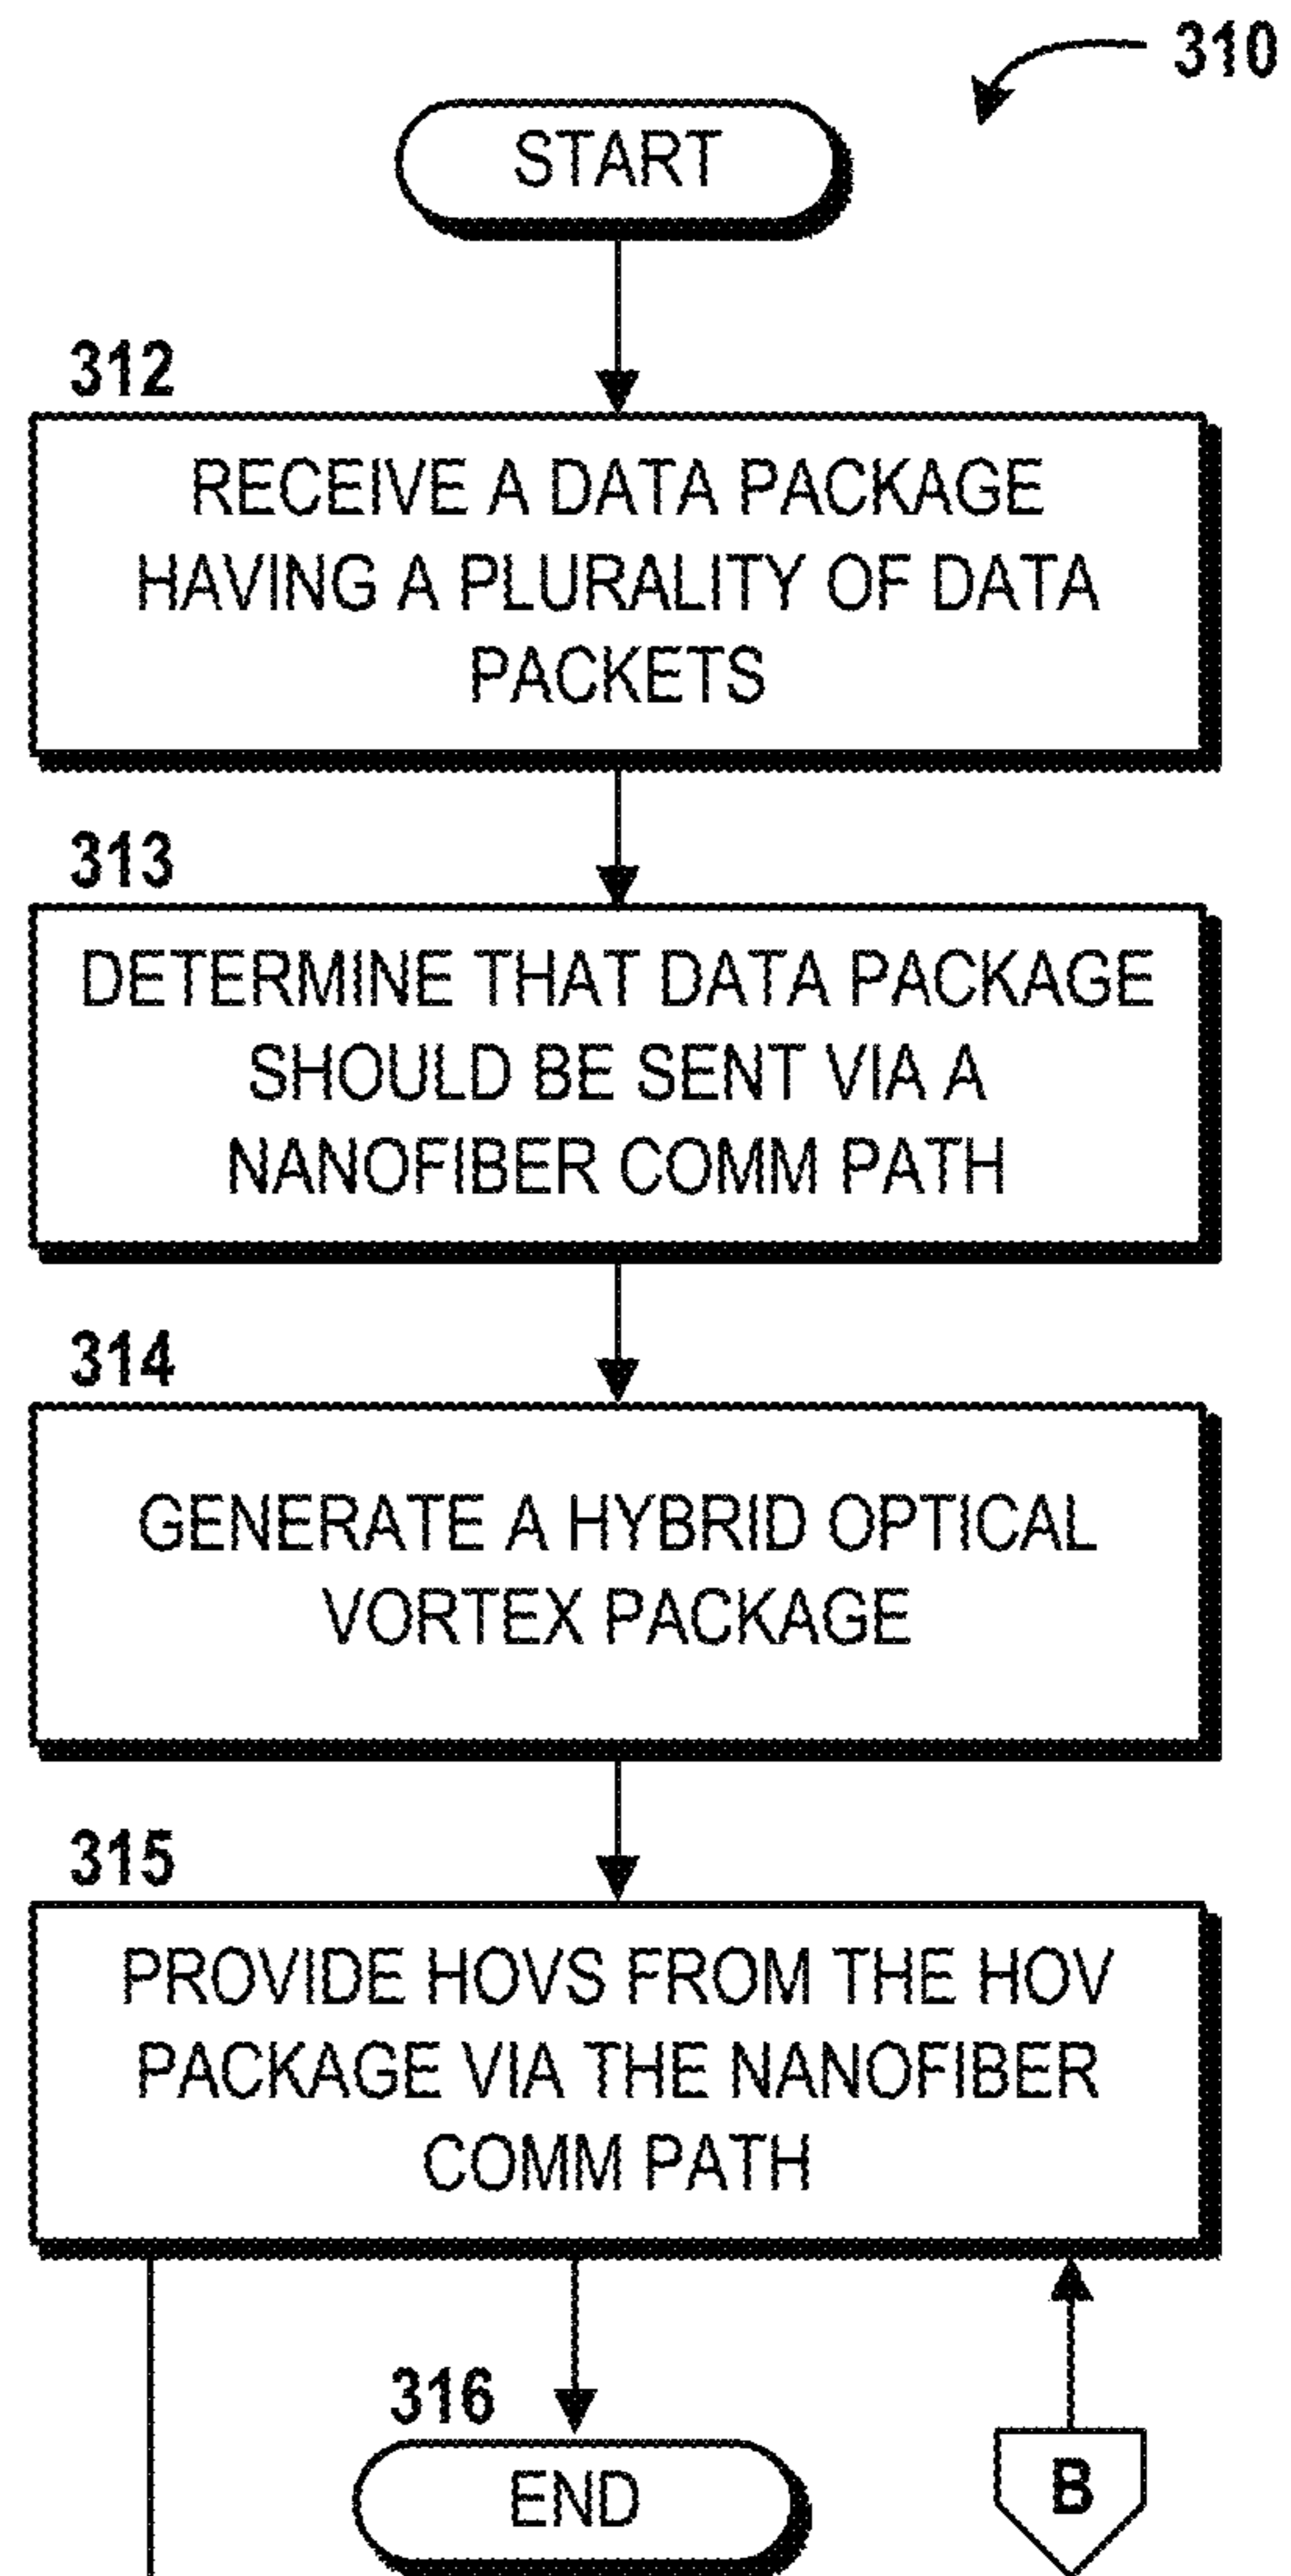 310
START
312
RECEIVE A DATA PACKAGE
HAVING A PLURALITY OF DATA
PACKETS
313
DETERMINE THAT DATA PACKAGE
SHOULD BE SENT VIA A
NANOFIBER COMM PATH
314
GENERATE A HYBRID OPTICAL
VORTEX PACKAGE
315
PROVIDE HOVS FROM THE HOV
PACKAGE VIA THE NANOFIBER
COMM PATH
316
END
B